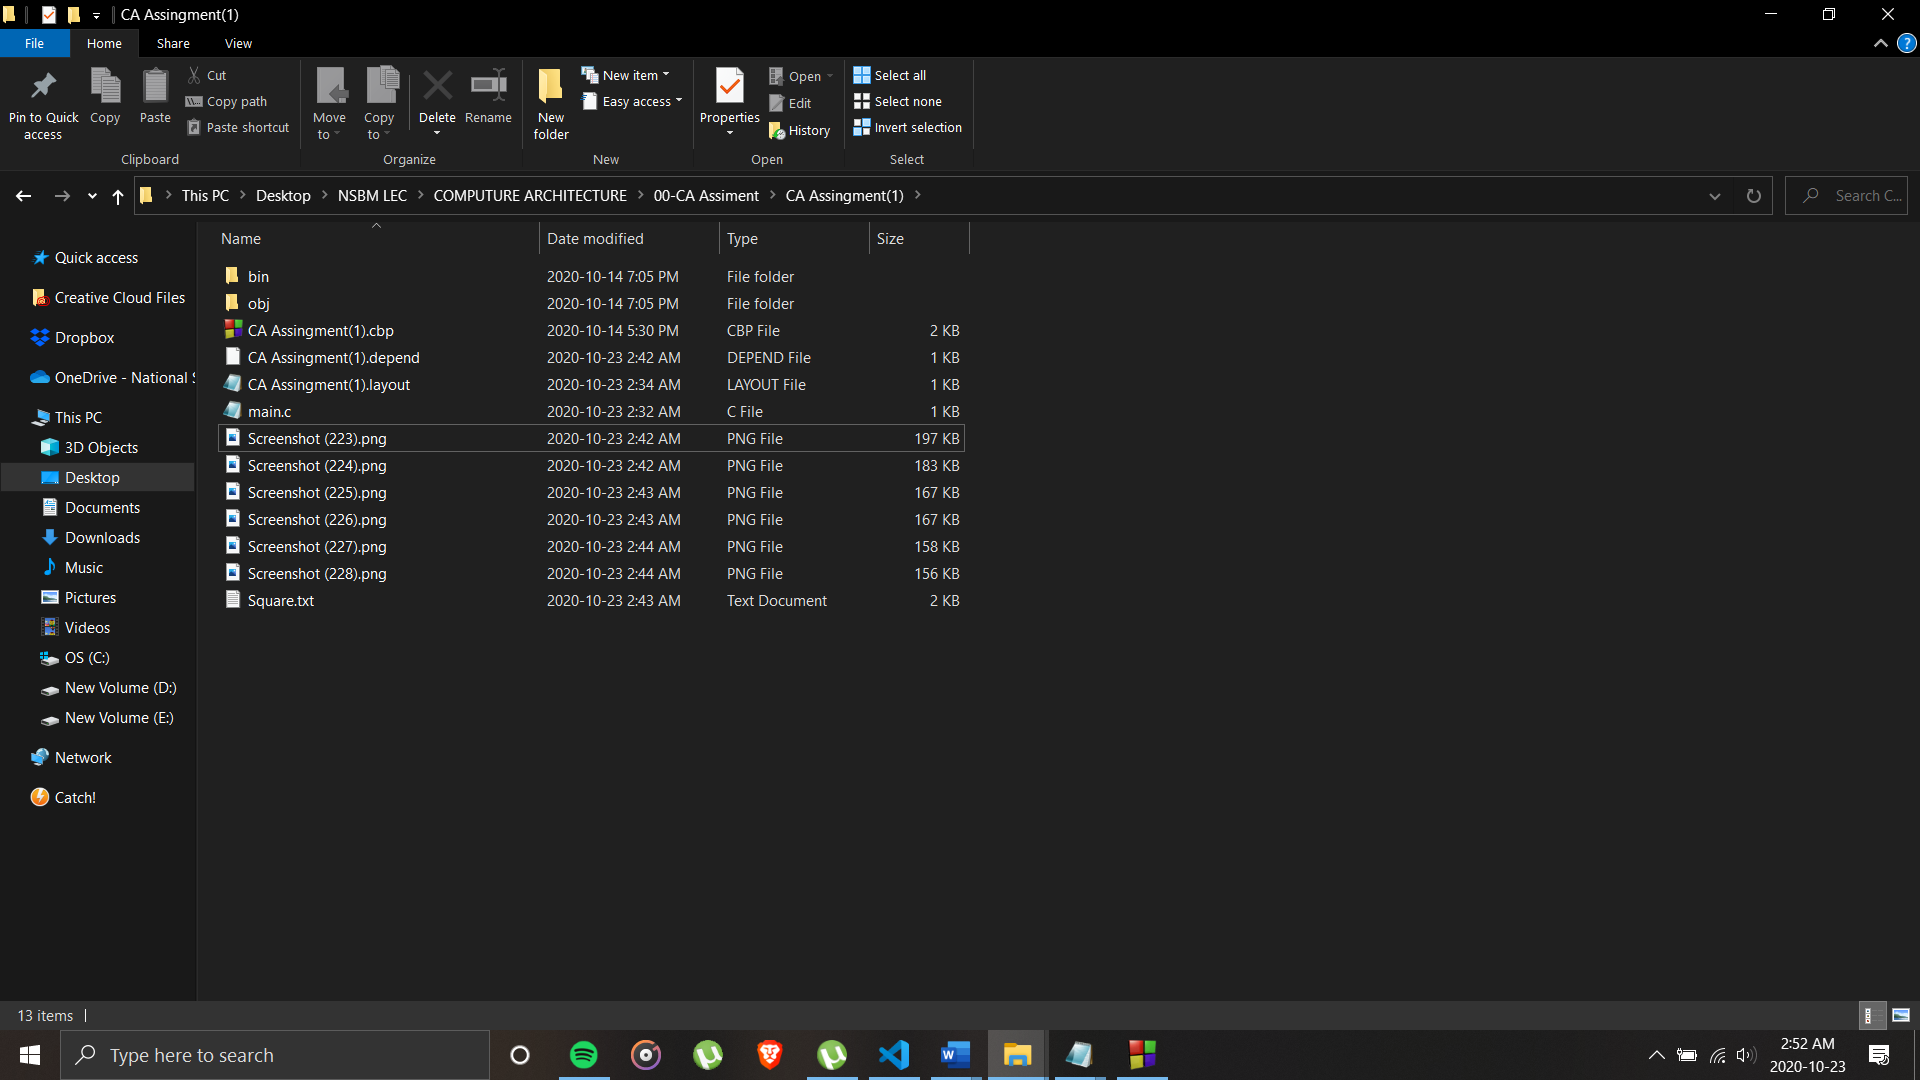 CA Assingment(1)
File Home Share View
Pin to Quick access
Copy
Paste
Cut
Copy path
Paste shortcut
Clipboard
Move to
Copy to
Delete
Rename
Organize
New folder
New item
Easy access
New
Properties
Open
Edit
History
Open
Select all
Select none
Invert selection
Select
This PC Desktop NSBM LEC COMPUTURE ARCHITECTURE 00-CA Assiment CA Assingment(1)
Search C...
Quick access
Creative Cloud Files
Dropbox
OneDrive - National S
This PC
3D Objects
Desktop
Documents
Downloads
Music
Pictures
Videos
OS (C:)
New Volume (D:)
New Volume (E:)
Network
Catch!
Name Date modified Type Size
bin 2020-10-14 7:05 PM File folder
obj 2020-10-14 7:05 PM File folder
CA Assingment(1).cbp 2020-10-14 5:30 PM CBP File 2 KB
CA Assingment(1).depend 2020-10-23 2:42 AM DEPEND File 1 KB
CA Assingment(1).layout 2020-10-23 2:34 AM LAYOUT File 1 KB
main.c 2020-10-23 2:32 AM C File 1 KB
Screenshot (223).png 2020-10-23 2:42 AM PNG File 197 KB
Screenshot (224).png 2020-10-23 2:42 AM PNG File 183 KB
Screenshot (225).png 2020-10-23 2:43 AM PNG File 167 KB
Screenshot (226).png 2020-10-23 2:43 AM PNG File 167 KB
Screenshot (227).png 2020-10-23 2:44 AM PNG File 158 KB
Screenshot (228).png 2020-10-23 2:44 AM PNG File 156 KB
Square.txt 2020-10-23 2:43 AM Text Document 2 KB
13 items
Type here to search
2:52 AM
2020-10-23